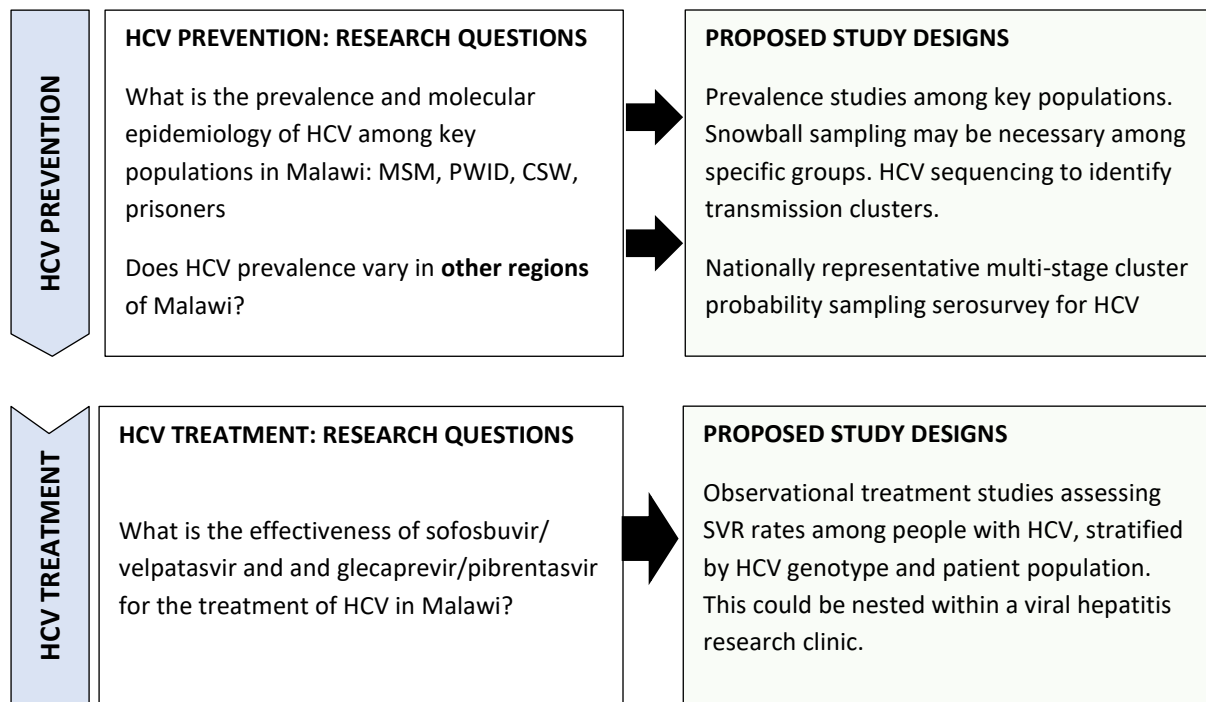 HCV PREVENTION
HCV PREVENTION: RESEARCH QUESTIONS
What is the prevalence and molecular
epidemiology of HCV among key
populations in Malawi: MSM, PWID, CSW,
prisoners
Does HCV prevalence vary in other regions
of Malawi?
PROPOSED STUDY DESIGNS
Prevalence studies among key populations.
Snowball sampling may be necessary among
specific groups. HCV sequencing to identify
transmission clusters.
Nationally representative multi-stage cluster
probability sampling serosurvey for HCV
HCV TREATMENT
HCV TREATMENT: RESEARCH QUESTIONS
What is the effectiveness of sofosbuvir/
velpatasvir and and glecaprevir/pibrentasvir
for the treatment of HCV in Malawi?
PROPOSED STUDY DESIGNS
Observational treatment studies assessing
SVR rates among people with HCV, stratified
by HCV genotype and patient population.
This could be nested within a viral hepatitis
research clinic.